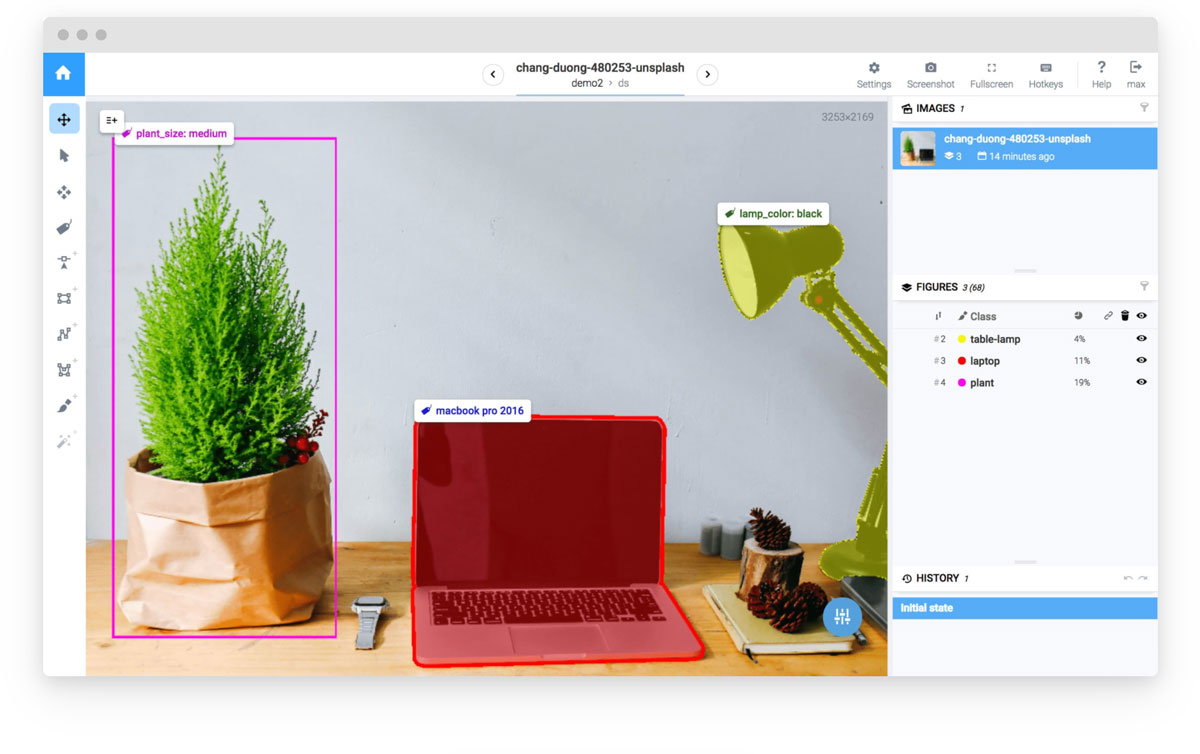 chang-duong-480253-unsplash
demo2 > ds
Settings
Screenshot
Fullscreen
Hotkeys
Help
max
plant_size: medium
3253×2169
lamp_color: black
macbook pro 2016
IMAGES 1
chang-duong-480253-unsplash
3 14 minutes ago
FIGURES 3 (68)
Class
#2 table-lamp 4%
#3 laptop 11%
#4 plant 19%
HISTORY 1
Initial state